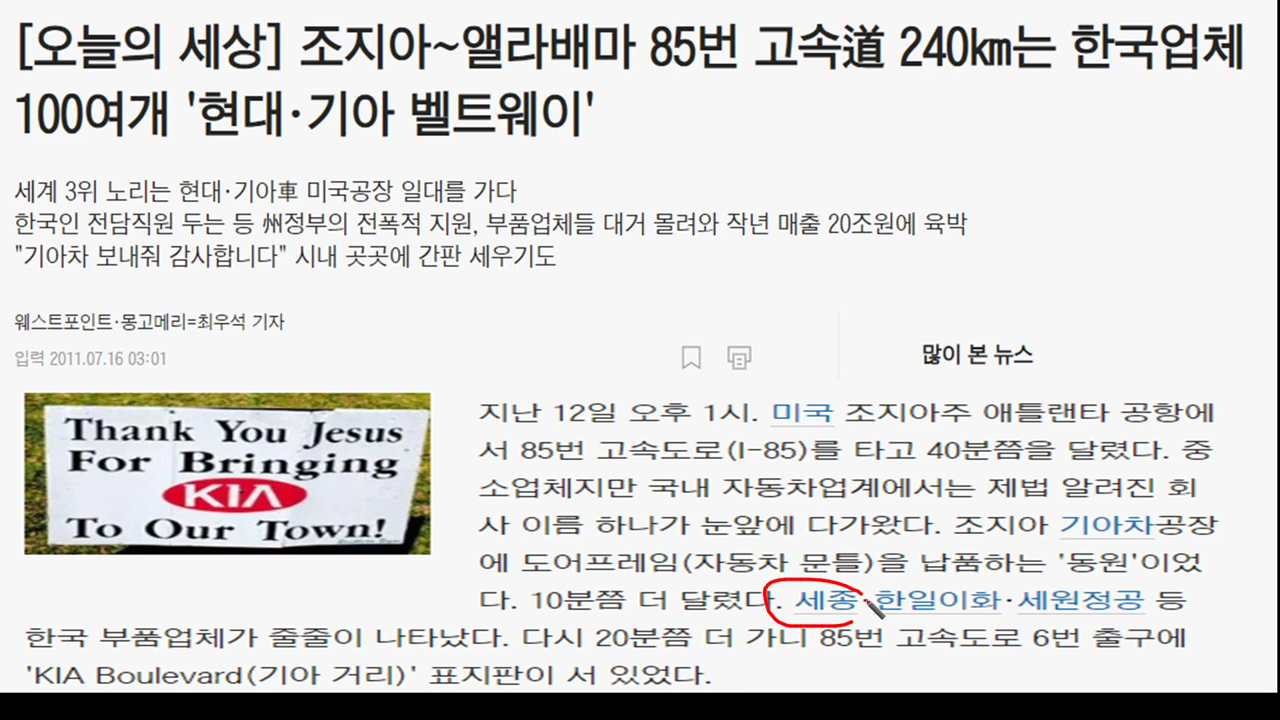 [오늘의 세상] 조지아~앨라배마 85번 고속道 240㎞는 한국업체
100여개 '현대·기아 벨트웨이'
세계 3위 노리는 현대·기아車 미국공장 일대를 가다
한국인 전담직원 두는 등 州정부의 전폭적 지원, 부품업체들 대거 몰려와 작년 매출 20조원에 육박
"기아차 보내줘 감사합니다" 시내 곳곳에 간판 세우기도
웨스트포인트·몽고메리=최우석 기자
입력 2011.07.16 03:01
많이 본 뉴스
Thank You Jesus
For Bringing
KIA
To Our Town!
지난 12일 오후 1시. 미국 조지아주 애틀랜타 공항에
서 85번 고속도로(I-85)를 타고 40분쯤을 달렸다. 중
소업체지만 국내 자동차업계에서는 제법 알려진 회
사 이름 하나가 눈앞에 다가왔다. 조지아 기아차공장
에 도어프레임(자동차 문틀)을 납품하는 '동원'이었
다. 10분쯤 더 달렸다. 세종·한일이화·세원정공 등
한국 부품업체가 줄줄이 나타났다. 다시 20분쯤 더 가니 85번 고속도로 6번 출구에
'KIA Boulevard(기아 거리)' 표지판이 서 있었다.